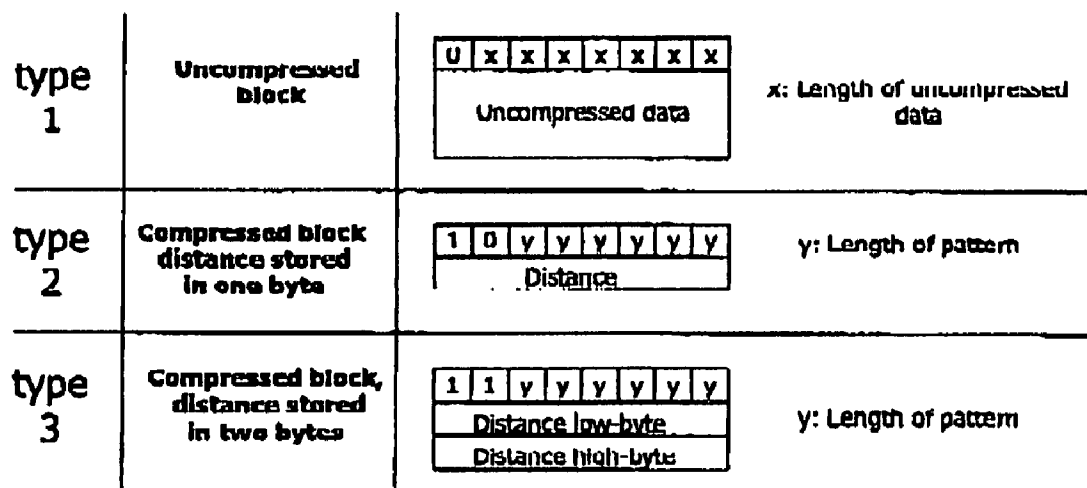 type 1
Uncompressed
block
0 x x x x x x x
Uncompressed data
x: Length of uncompressed
data
type 2
Compressed block
distance stored
in one byte
1 0 y y y y y y
Distance
y: Length of pattern
type 3
Compressed block,
distance stored
in two bytes
1 1 y y y y y y
Distance low-byte
Distance high-byte
y: Length of pattern